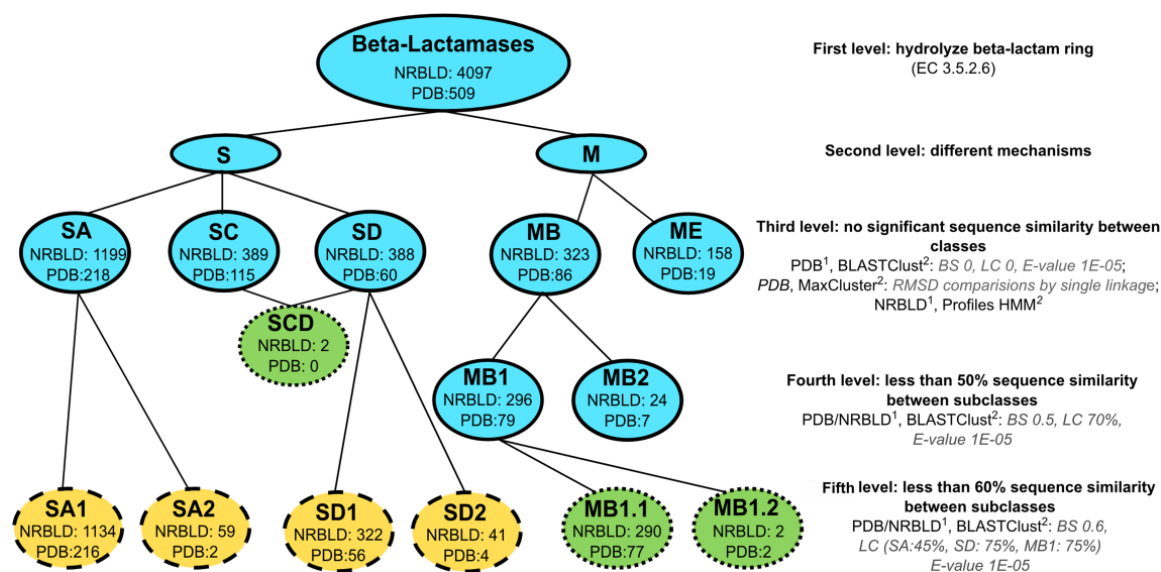 Beta-Lactamases
NRBLD: 4097
PDB:509
First level: hydrolyze beta-lactam ring
(EC 3.5.2.6)
S
M
Second level: different mechanisms
SA
NRBLD: 1199
PDB:218
SC
NRBLD: 389
PDB:115
SD
NRBLD: 388
PDB:60
MB
NRBLD: 323
PDB:86
ME
NRBLD: 158
PDB:19
Third level: no significant sequence similarity between
classes
PDB¹, BLASTClust²: BS 0, LC 0, E-value 1E-05;
PDB, MaxCluster²: RMSD comparisions by single linkage;
NRBLD¹, Profiles HMM²
SCD
NRBLD: 2
PDB: 0
MB1
NRBLD: 296
PDB:79
MB2
NRBLD: 24
PDB:7
Fourth level: less than 50% sequence similarity
between subclasses
PDB/NRBLD¹, BLASTClust²: BS 0.5, LC 70%,
E-value 1E-05
SA1
NRBLD: 1134
PDB:216
SA2
NRBLD: 59
PDB:2
SD1
NRBLD: 322
PDB:56
SD2
NRBLD: 41
PDB:4
MB1.1
NRBLD: 290
PDB:77
MB1.2
NRBLD: 2
PDB:2
Fifth level: less than 60% sequence similarity
between subclasses
PDB/NRBLD¹, BLASTClust²: BS 0.6,
LC (SA:45%, SD: 75%, MB1: 75%)
E-value 1E-05